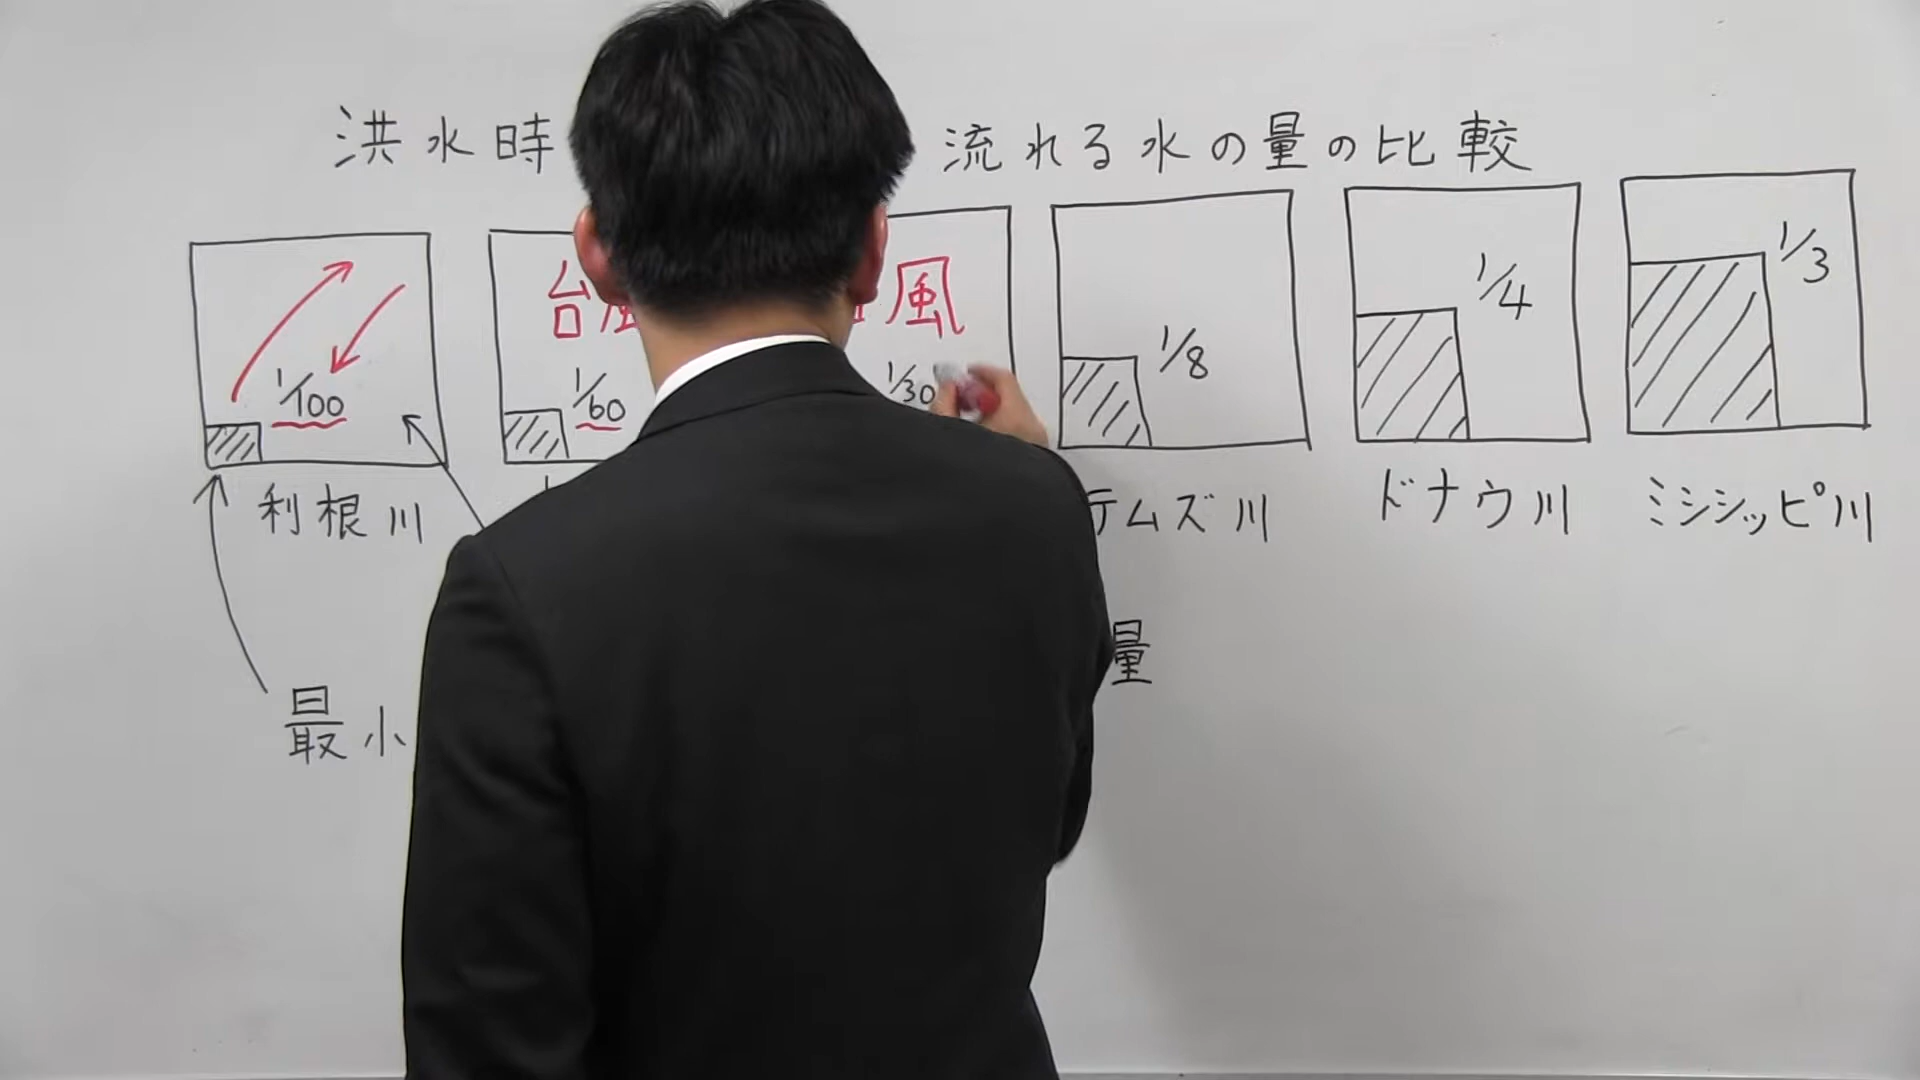 洪水時 流れる水の量の比較
台風 風
1/100 1/60 1/30 1/8 1/4 1/3
利根川 テムズ川 ドナウ川 ミシシッピ川
量
最小